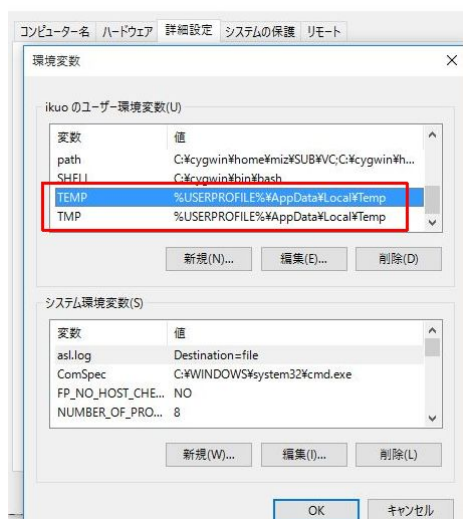 コンピューター名 ハードウェア 詳細設定 システムの保護 リモート
環境変数 ×
ikuo のユーザー環境変数(U)
変数 値
path C:¥cygwin¥home¥miz¥SUB¥VC;C:¥cygwin¥h...
SHELL C:¥cygwin¥bin¥bash
TEMP %USERPROFILE%¥AppData¥Local¥Temp
TMP %USERPROFILE%¥AppData¥Local¥Temp
新規(N)... 編集(E)... 削除(D)
システム環境変数(S)
変数 値
asl.log Destination=file
ComSpec C:¥WINDOWS¥system32¥cmd.exe
FP_NO_HOST_CHE... NO
NUMBER_OF_PRO... 8
新規(W)... 編集(I)... 削除(L)
OK キャンセル